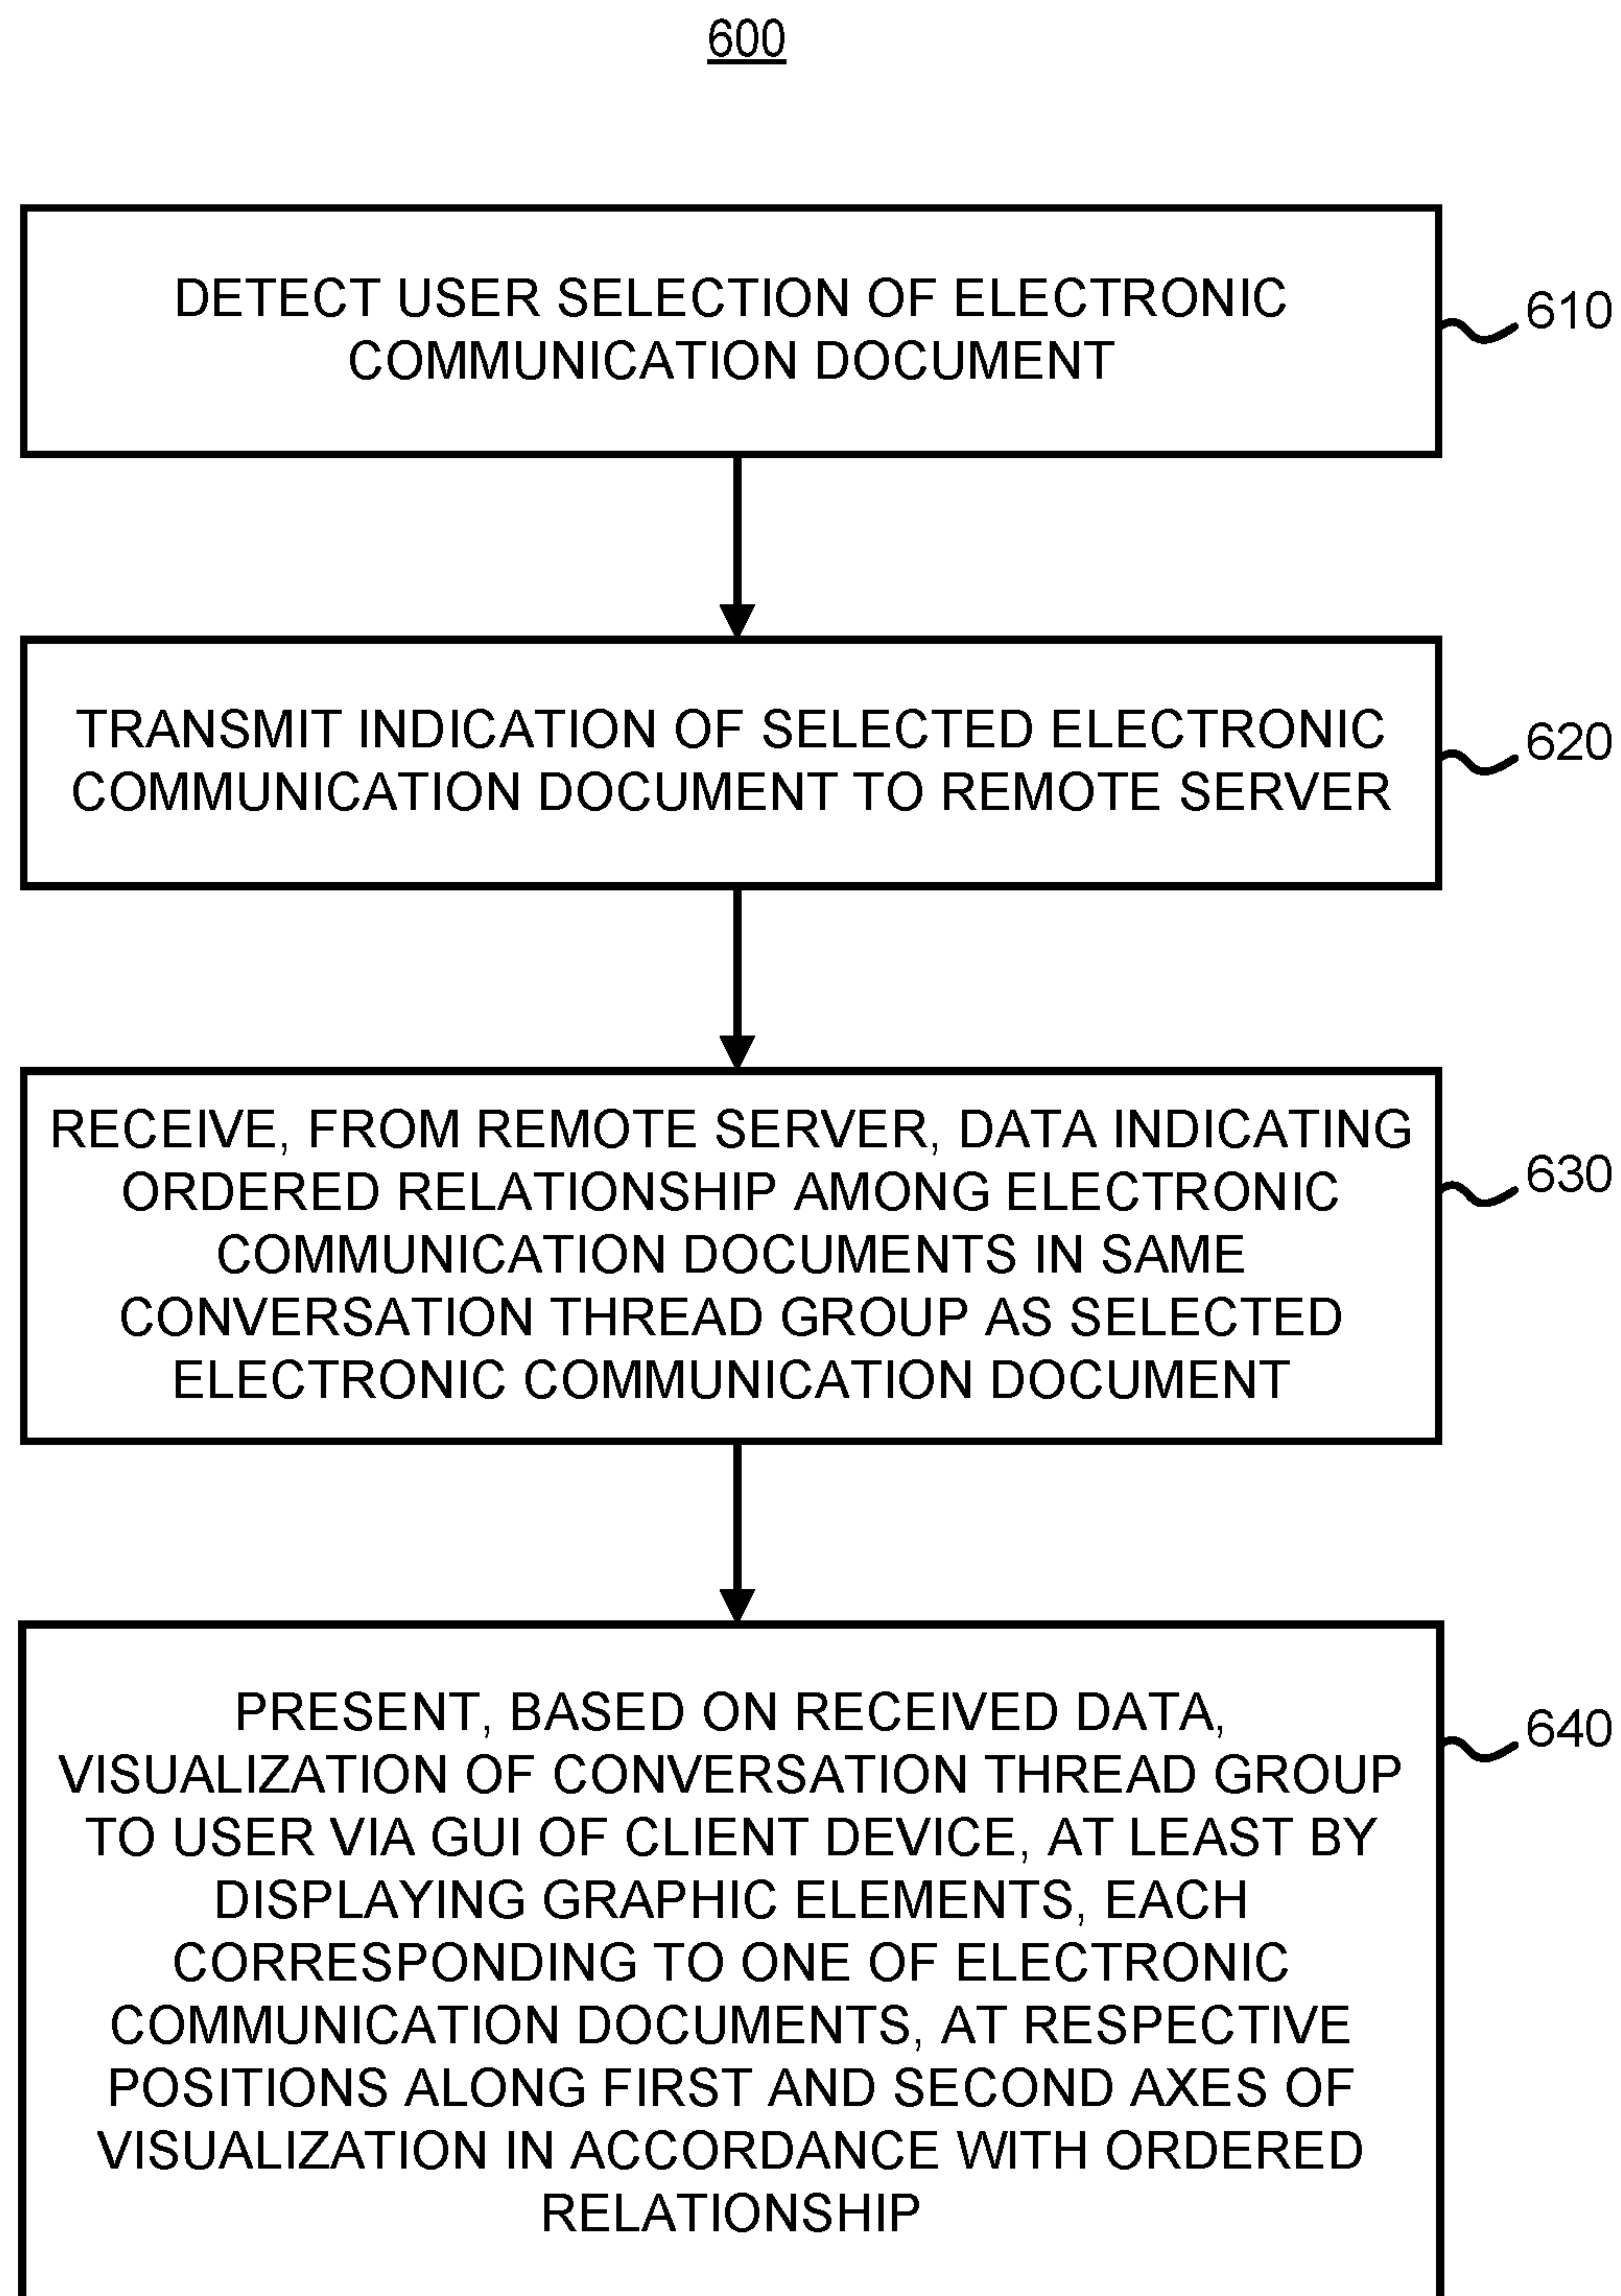 600
DETECT USER SELECTION OF ELECTRONIC
COMMUNICATION DOCUMENT
610
TRANSMIT INDICATION OF SELECTED ELECTRONIC
COMMUNICATION DOCUMENT TO REMOTE SERVER
620
RECEIVE, FROM REMOTE SERVER, DATA INDICATING
ORDERED RELATIONSHIP AMONG ELECTRONIC
COMMUNICATION DOCUMENTS IN SAME
CONVERSATION THREAD GROUP AS SELECTED
ELECTRONIC COMMUNICATION DOCUMENT
630
PRESENT, BASED ON RECEIVED DATA,
VISUALIZATION OF CONVERSATION THREAD GROUP
TO USER VIA GUI OF CLIENT DEVICE, AT LEAST BY
DISPLAYING GRAPHIC ELEMENTS, EACH
CORRESPONDING TO ONE OF ELECTRONIC
COMMUNICATION DOCUMENTS, AT RESPECTIVE
POSITIONS ALONG FIRST AND SECOND AXES OF
VISUALIZATION IN ACCORDANCE WITH ORDERED
RELATIONSHIP
640